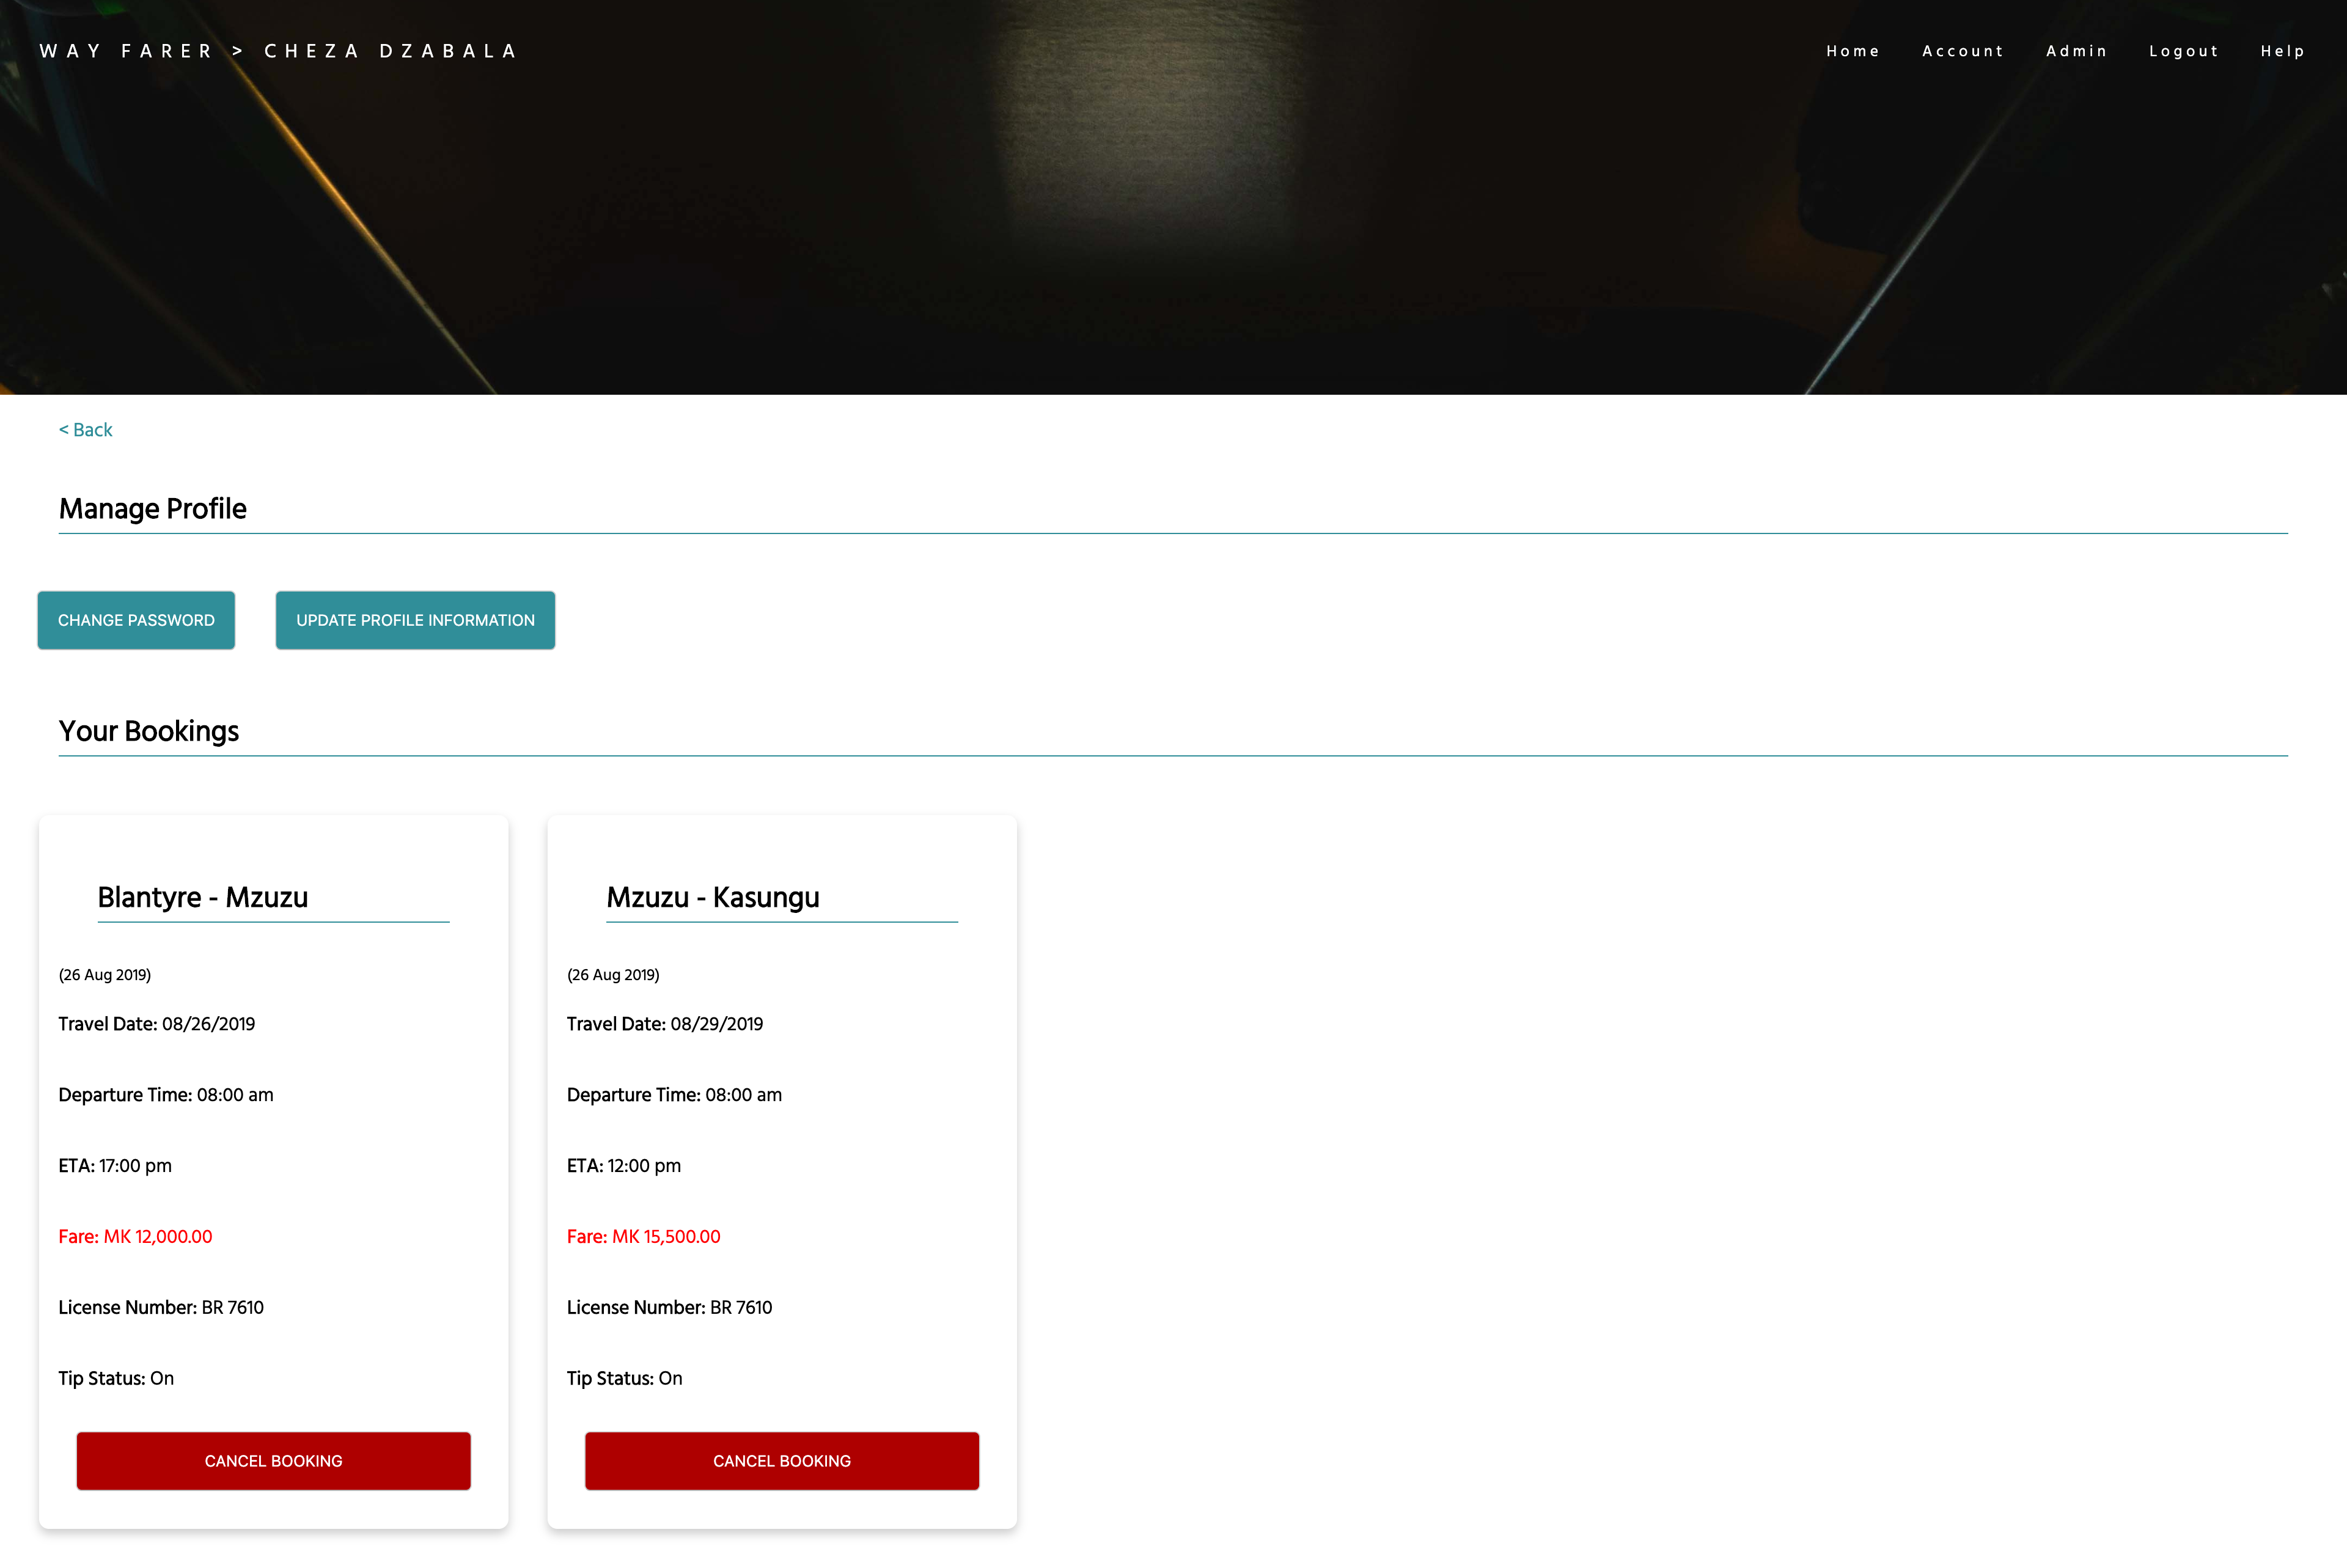 WAY FARER > CHEZA DZABALA
Home Account Admin Logout Help
< Back
Manage Profile
CHANGE PASSWORD UPDATE PROFILE INFORMATION
Your Bookings
Blantyre - Mzuzu
(26 Aug 2019)
Travel Date: 08/26/2019
Departure Time: 08:00 am
ETA: 17:00 pm
Fare: MK 12,000.00
License Number: BR 7610
Tip Status: On
CANCEL BOOKING
Mzuzu - Kasungu
(26 Aug 2019)
Travel Date: 08/29/2019
Departure Time: 08:00 am
ETA: 12:00 pm
Fare: MK 15,500.00
License Number: BR 7610
Tip Status: On
CANCEL BOOKING